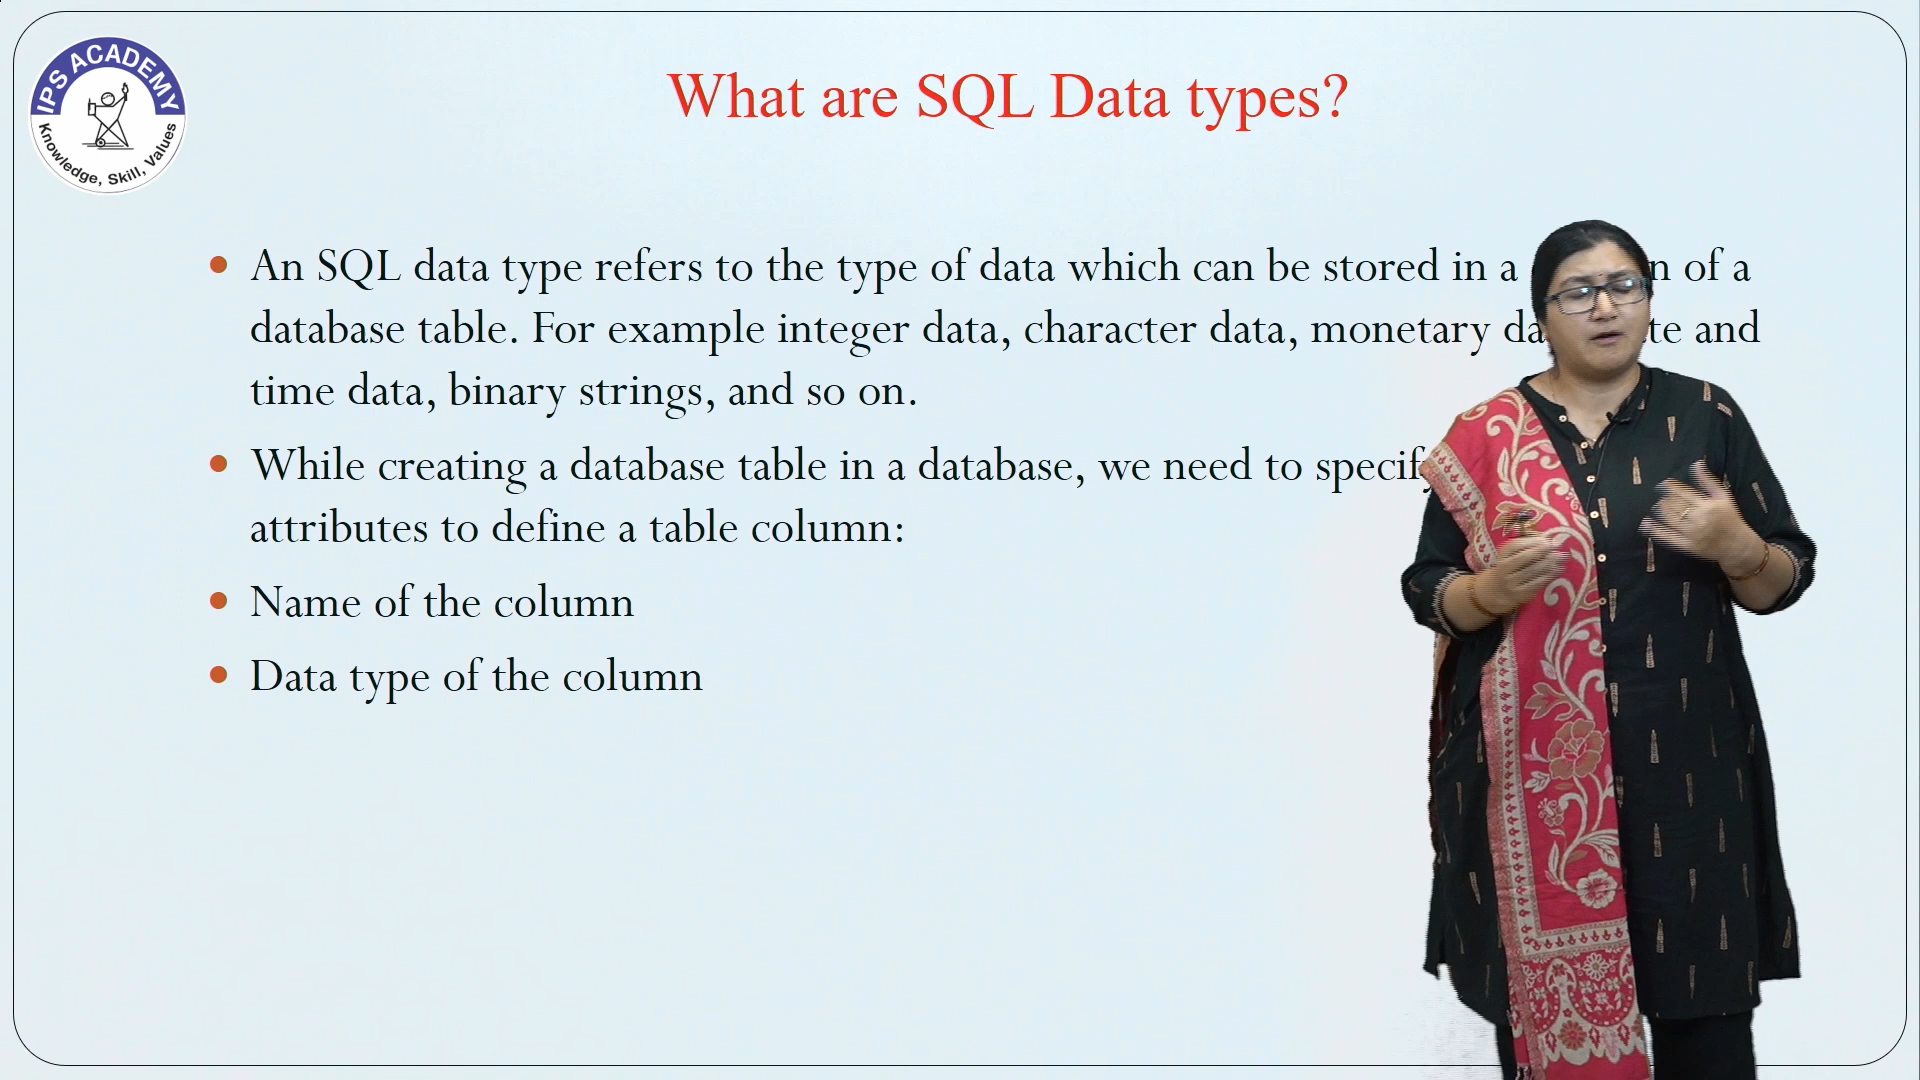 IPS ACADEMY
Knowledge, Skill, Values
What are SQL Data types?
An SQL data type refers to the type of data which can be stored in a of a
database table. For example integer data, character data, monetary and
time data, binary strings, and so on.
While creating a database table in a database, we need to specify
attributes to define a table column:
Name of the column
Data type of the column